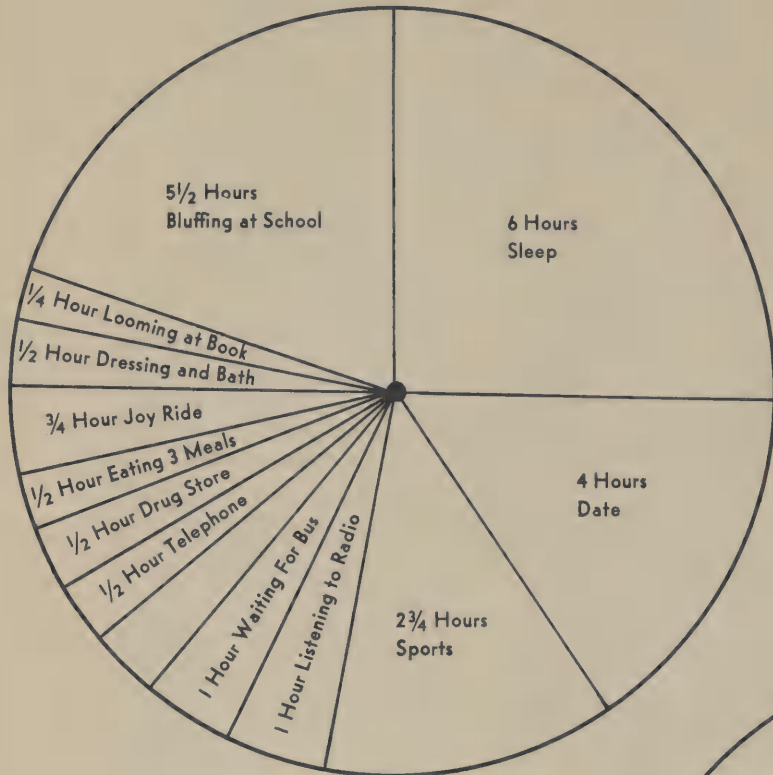 5½ Hours
Bluffing at School
6 Hours
Sleep
¼ Hour Looming at Book
½ Hour Dressing and Bath
¾ Hour Joy Ride
½ Hour Eating 3 Meals
½ Hour Drug Store
½ Hour Telephone
1 Hour Waiting For Bus
1 Hour Listening to Radio
2¾ Hours
Sports
4 Hours
Date